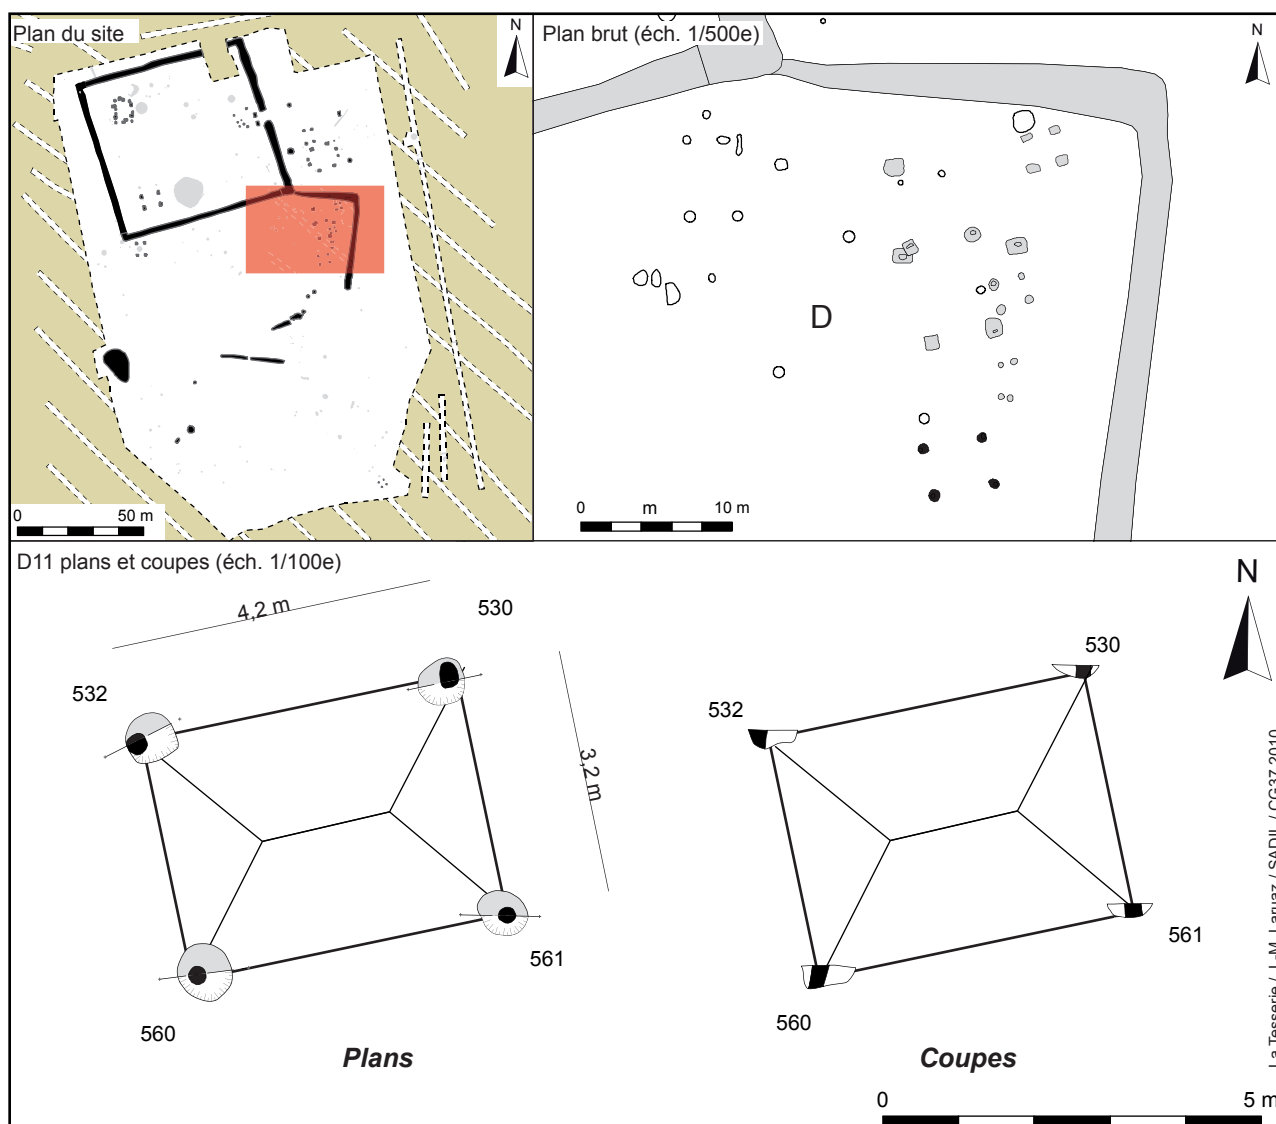 Plan du site
N
0 50 m
Plan brut (éch. 1/500e)
N
D
0 m 10 m
D11 plans et coupes (éch. 1/100e)
N
4,2 m
530
532
3,2 m
561
560
Plans
530
532
561
560
Coupes
0 5 m
La Tesserie / J.-M. Laruaz / SADIL / CG37 2010